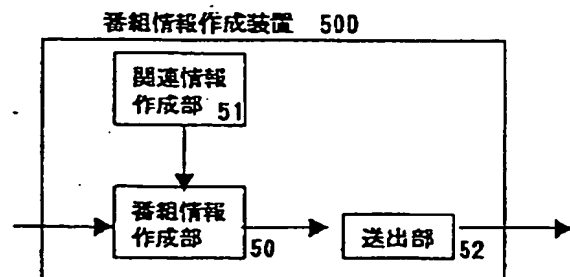 番組情報作成装置 500
関連情報
作成部 51
番組情報
作成部 50
送出部 52